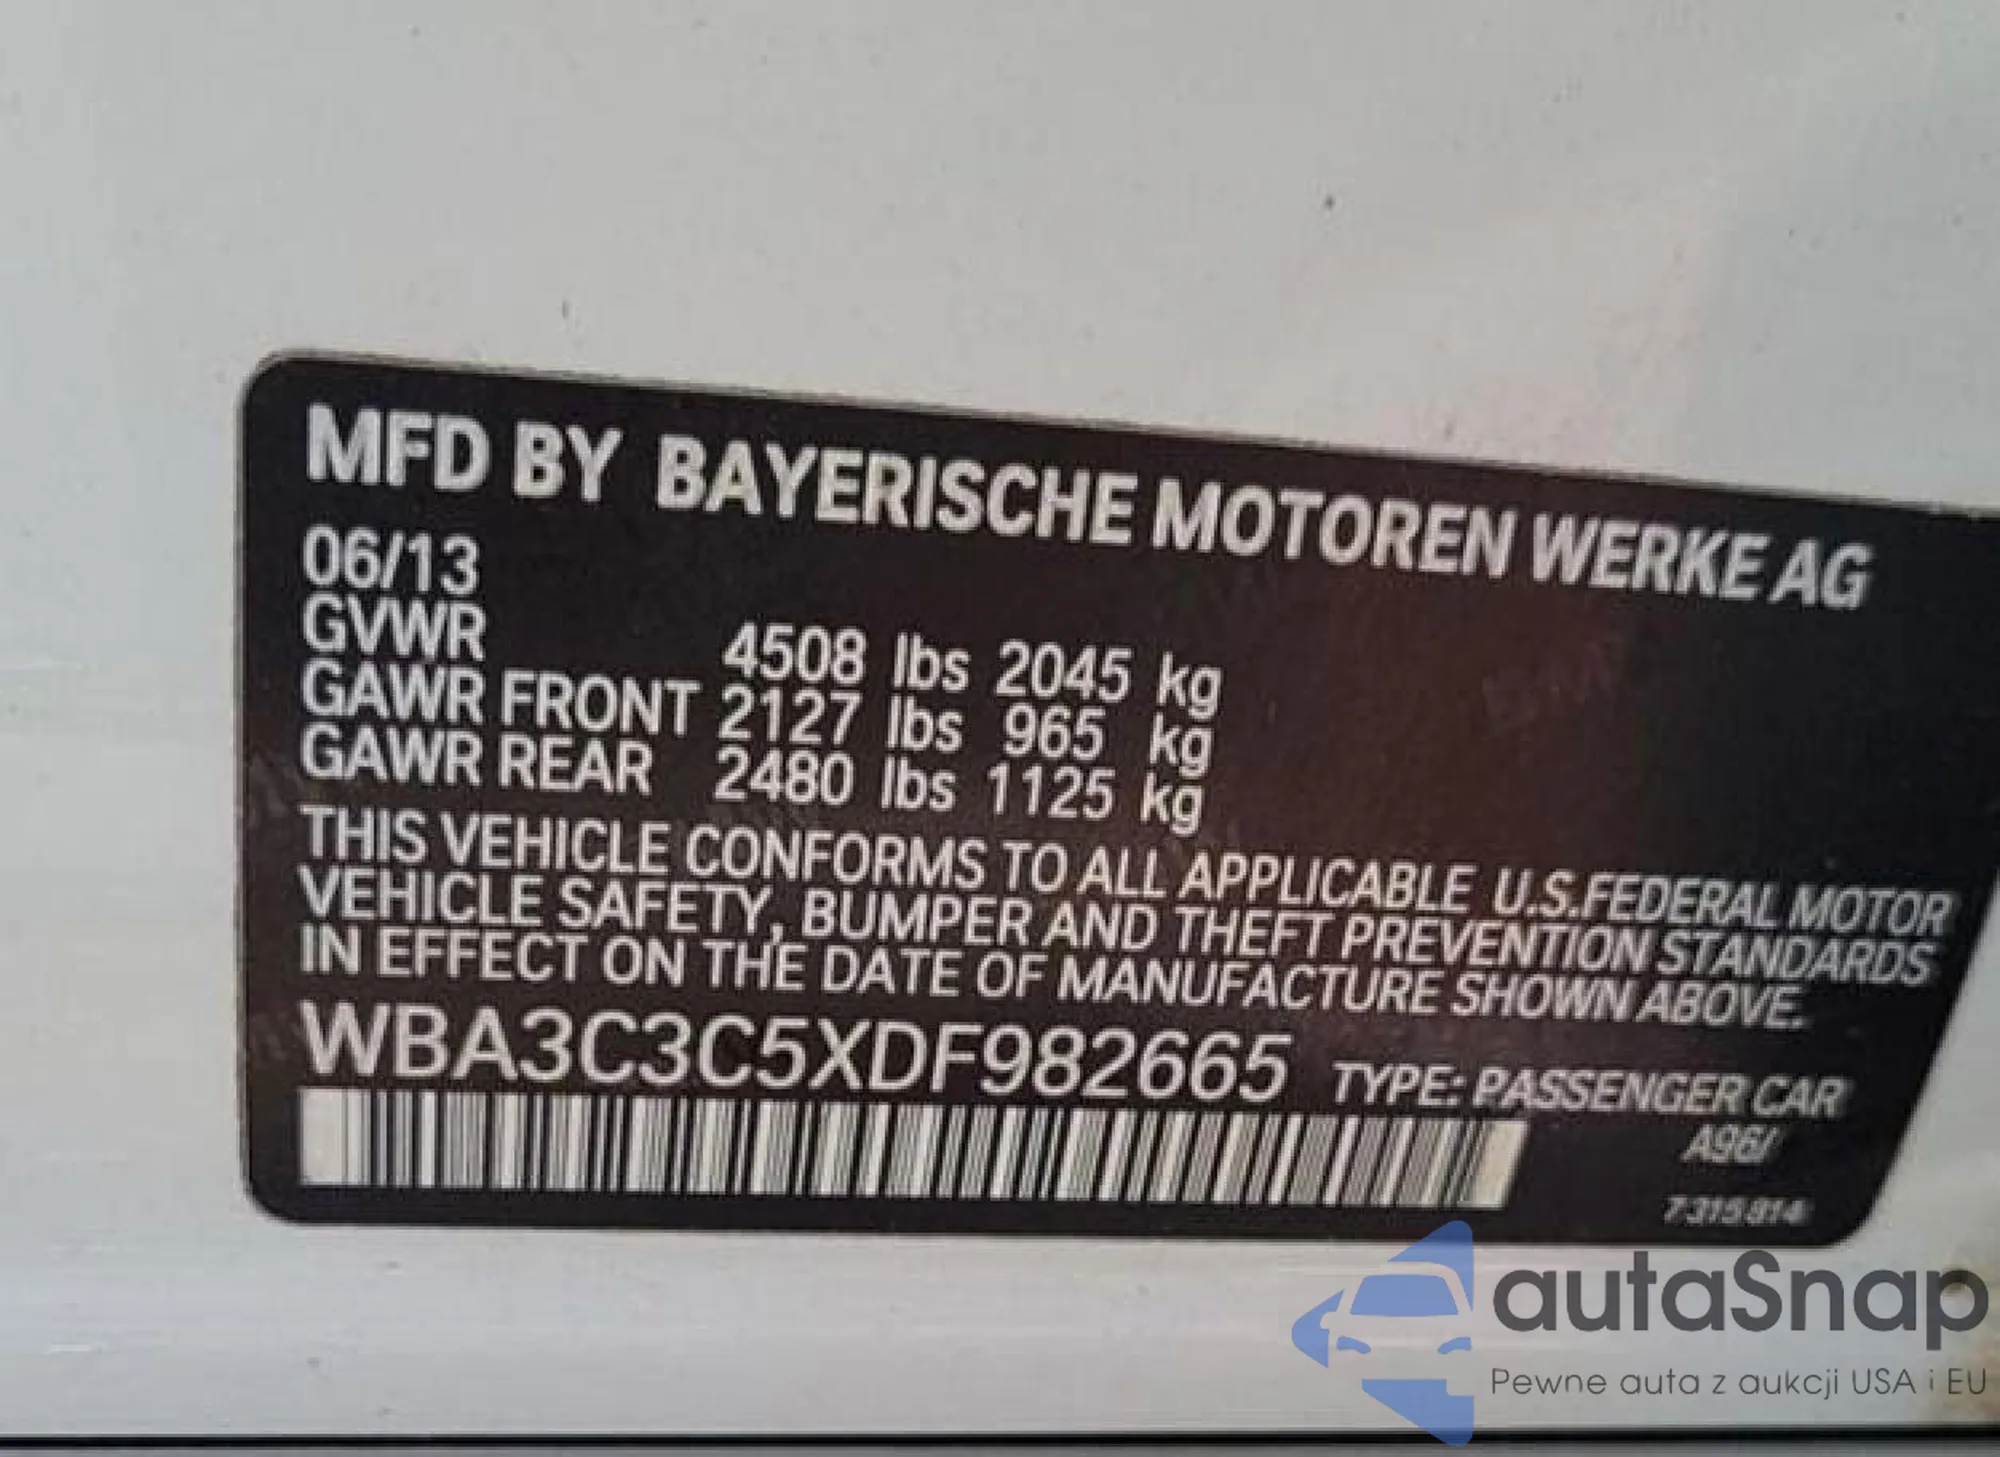 MFD BY BAYERISCHE MOTOREN WERKE AG
06/13
GVWR 4508 lbs 2045 kg
GAWR FRONT 2127 lbs 965 kg
GAWR REAR 2480 lbs 1125 kg
THIS VEHICLE CONFORMS TO ALL APPLICABLE U.S.FEDERAL MOTOR
VEHICLE SAFETY, BUMPER AND THEFT PREVENTION STANDARDS
IN EFFECT ON THE DATE OF MANUFACTURE SHOWN ABOVE.
WBA3C3C5XDF982665 TYPE: PASSENGER CAR
A96/
7315814
autaSnap
Pewne auta z aukcji USA i EU